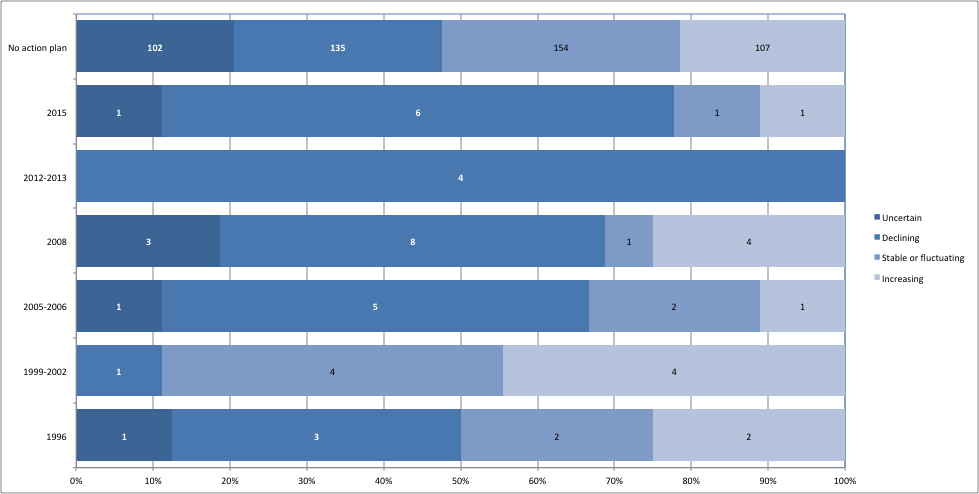 No action plan 102 135 154 107
2015 1 6 1 1
2012-2013 4
2008 3 8 1 4
2005-2006 1 5 2 1
1999-2002 1 4 4
1996 1 3 2 2
0% 10% 20% 30% 40% 50% 60% 70% 80% 90% 100%
Uncertain
Declining
Stable or fluctuating
Increasing